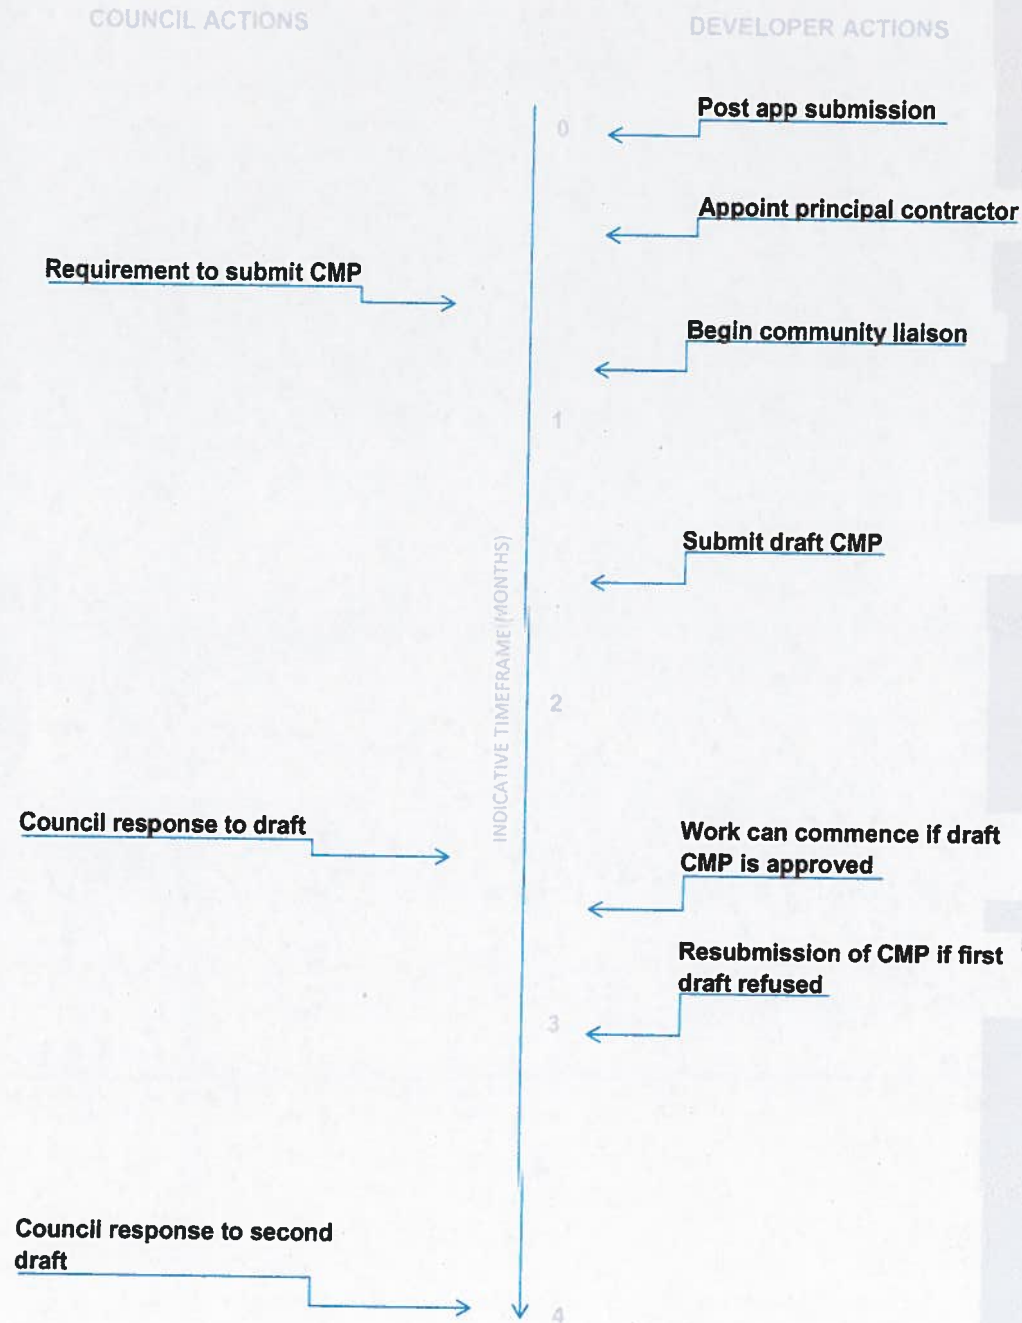 COUNCIL ACTIONS
DEVELOPER ACTIONS
Post app submission
0
Appoint principal contractor
Requirement to submit CMP
Begin community liaison
1
Submit draft CMP
INDICATIVE TIMEFRAME (MONTHS)
2
Council response to draft
Work can commence if draft
CMP is approved
Resubmission of CMP if first
draft refused
3
Council response to second
draft
4